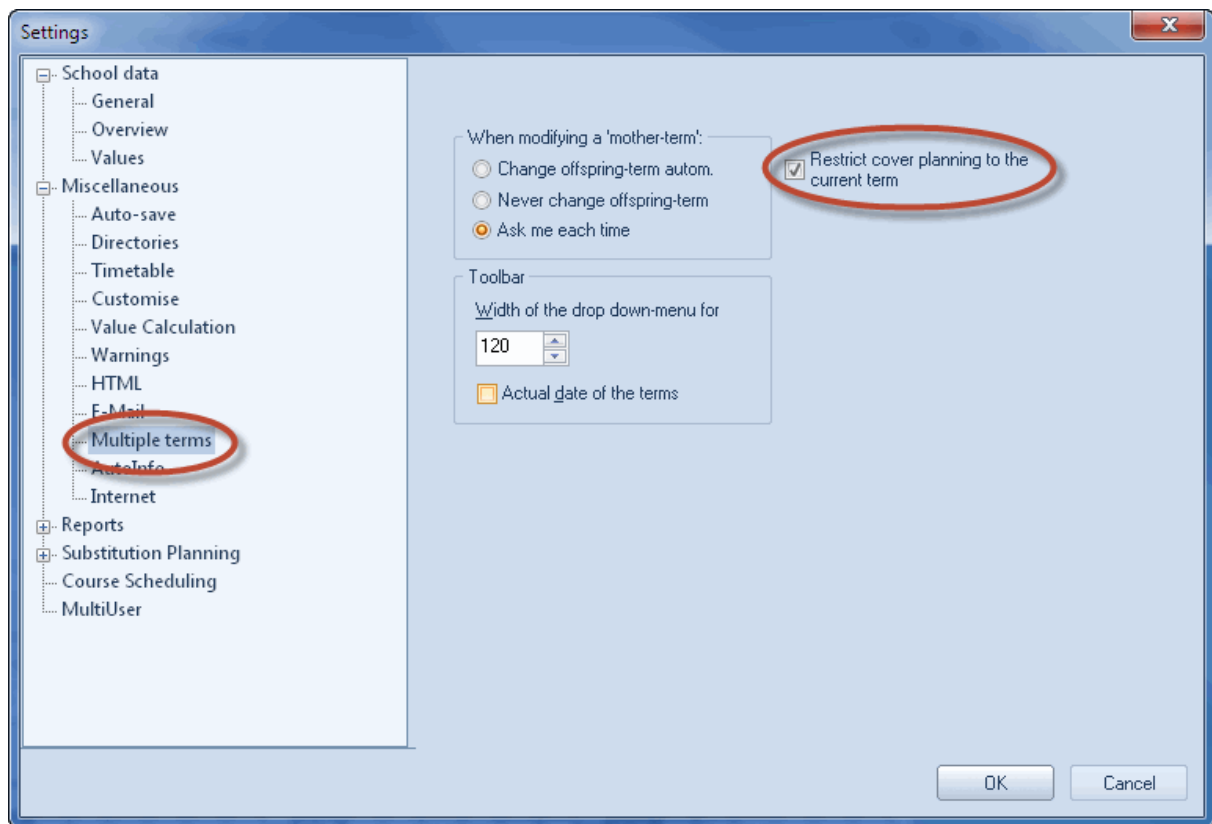 Settings
School data
General
Overview
Values
Miscellaneous
Auto-save
Directories
Timetable
Customise
Value Calculation
Warnings
HTML
E-Mail
Multiple terms
AutoInfo
Internet
Reports
Substitution Planning
Course Scheduling
MultiUser
When modifying a 'mother-term':
Change offspring-term autom.
Never change offspring-term
Ask me each time
Restrict cover planning to the
current term
Toolbar
Width of the drop down-menu for
120
Actual date of the terms
OK
Cancel